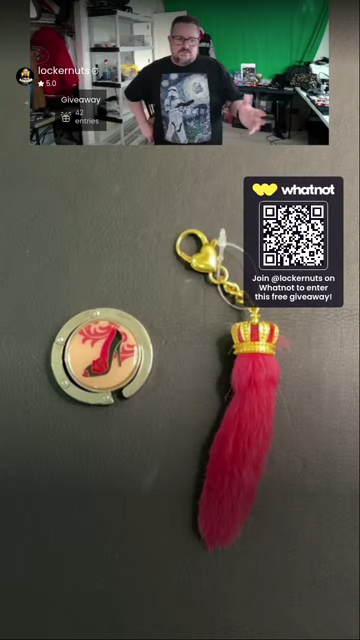 lockernuts
★ 5.0
Giveaway
42
entries
whatnot
Join @lockernuts on
Whatnot to enter
this free giveaway!